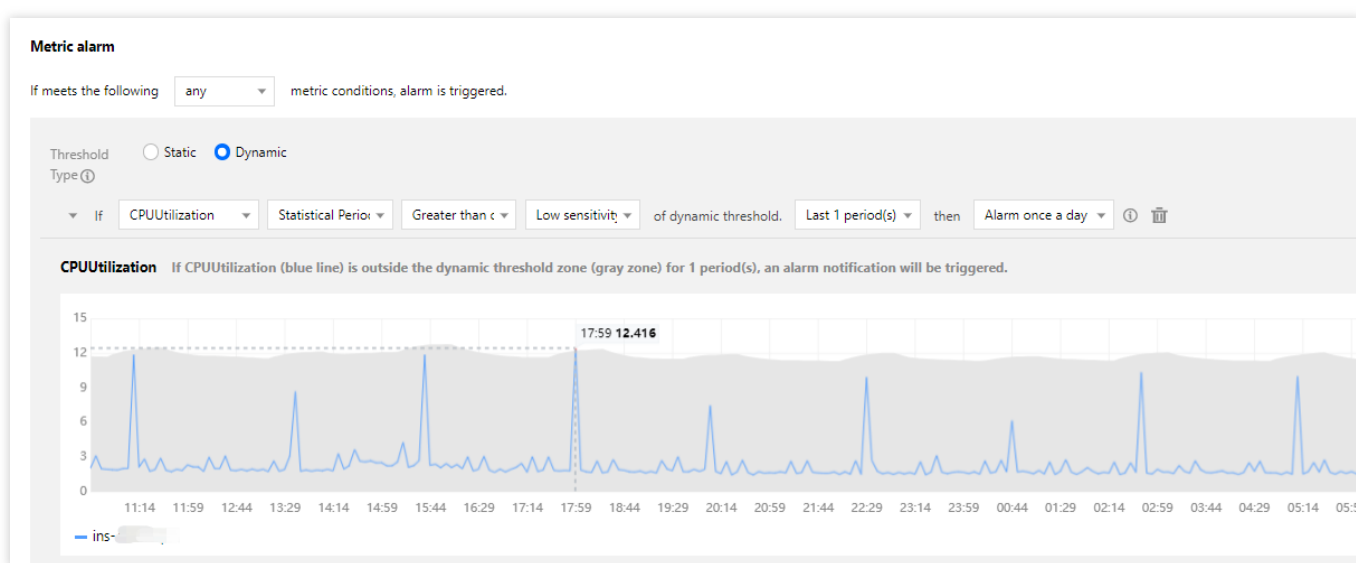 Metric alarm
If meets the following any metric conditions, alarm is triggered.
Threshold Type Static Dynamic
If CPUUtilization Statistical Perio Greater than Low sensitivit of dynamic threshold. Last 1 period(s) then Alarm once a day
CPUUtilization If CPUUtilization (blue line) is outside the dynamic threshold zone (gray zone) for 1 period(s), an alarm notification will be triggered.
15
17:59 12.416
12
9
6
3
0
11:14 11:59 12:44 13:29 14:14 14:59 15:44 16:29 17:14 17:59 18:44 19:29 20:14 20:59 21:44 22:29 23:14 23:59 00:44 01:29 02:14 02:59 03:44 04:29 05:14 05:5
ins-